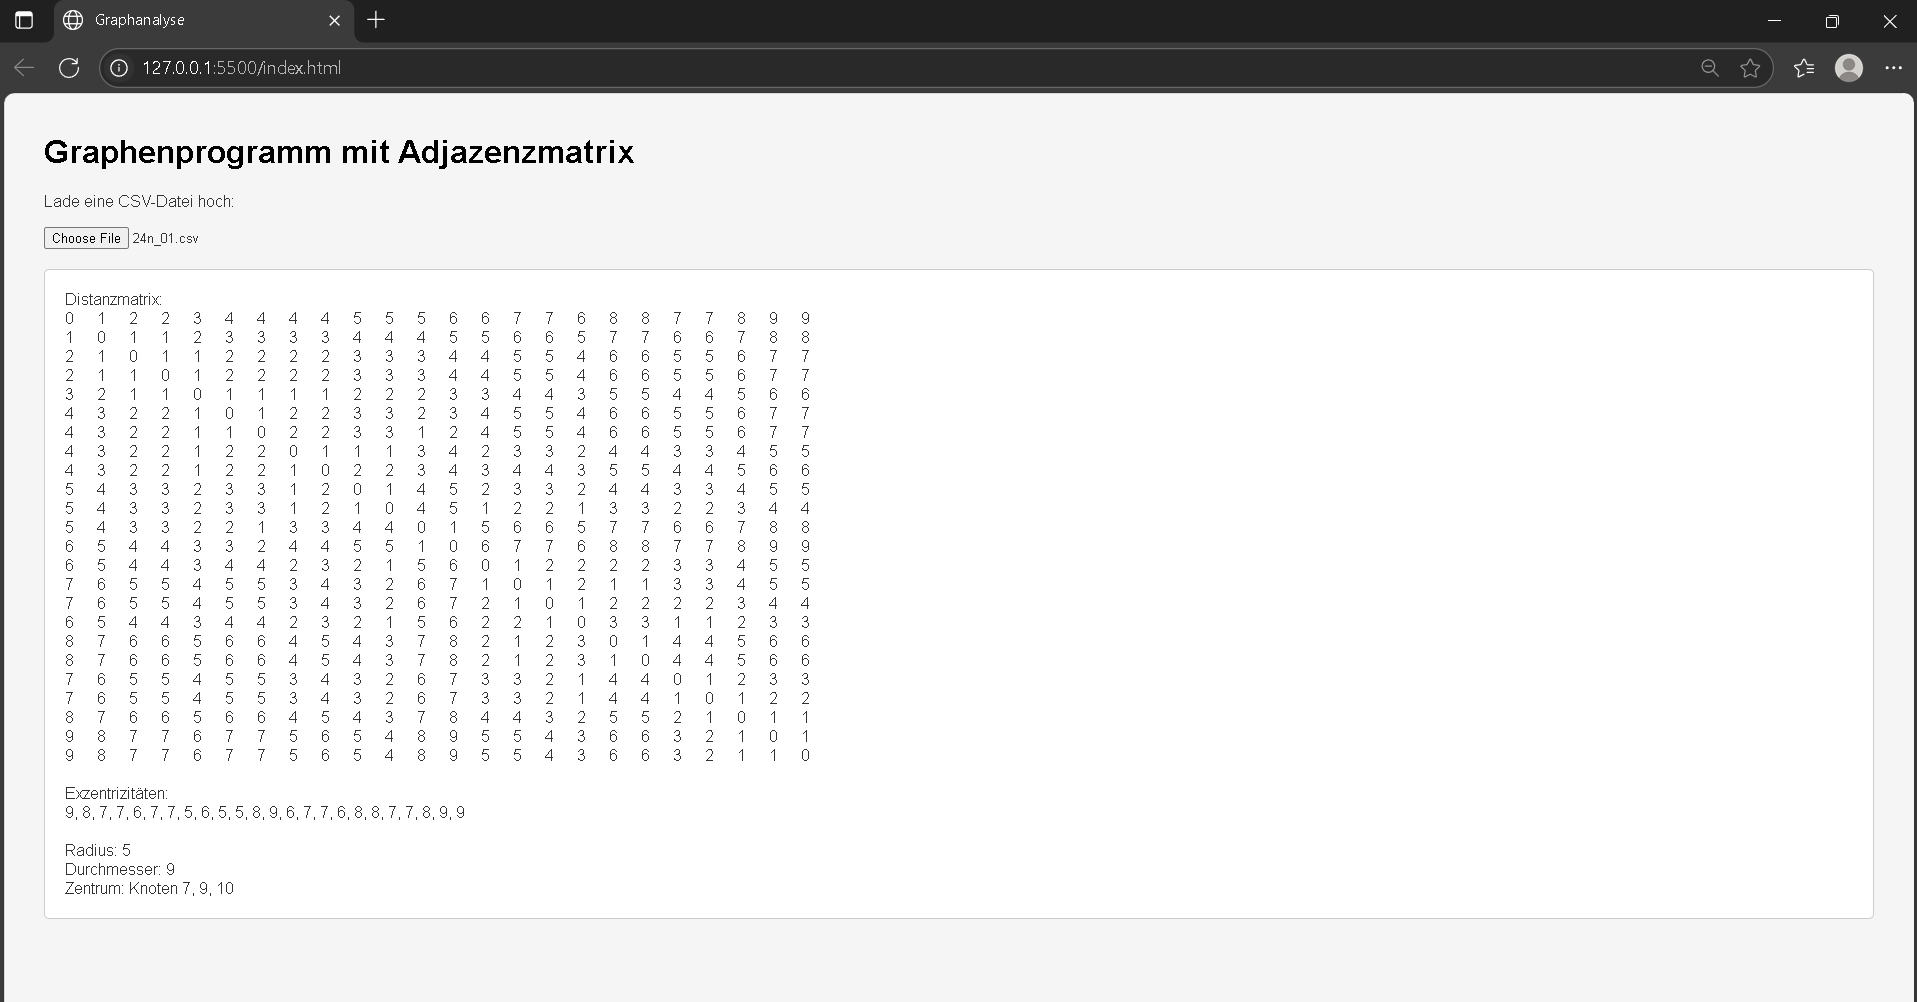 Graphanalyse
127.0.0.1:5500/index.html
Graphenprogramm mit Adjazenzmatrix
Lade eine CSV-Datei hoch:
Choose File 24n_01.csv
Distanzmatrix:
0 1 2 2 3 4 4 4 4 5 5 5 6 6 7 7 6 8 8 7 7 8 9 9
1 0 1 1 2 3 3 3 3 4 4 4 5 5 6 6 5 7 7 6 6 7 8 8
2 1 0 1 1 2 2 2 2 3 3 3 4 4 5 5 4 6 6 5 5 6 7 7
2 1 1 0 1 2 2 2 2 3 3 3 4 4 5 5 4 6 6 5 5 6 7 7
3 2 1 1 0 1 1 1 1 2 2 2 3 3 4 4 3 5 5 4 4 5 6 6
4 3 2 2 1 0 1 2 2 3 3 2 3 4 5 5 4 6 6 5 5 6 7 7
4 3 2 2 1 1 0 2 2 3 3 1 2 4 5 5 4 6 6 5 5 6 7 7
4 3 2 2 1 2 2 0 1 1 1 3 4 2 3 3 2 4 4 3 3 4 5 5
4 3 2 2 1 2 2 1 0 2 2 3 4 3 4 4 3 5 5 4 4 5 6 6
5 4 3 3 2 3 3 1 2 0 1 4 5 2 3 3 2 4 4 3 3 4 5 5
5 4 3 3 2 3 3 1 2 1 0 4 5 1 2 2 1 3 3 2 2 3 4 4
5 4 3 3 2 2 1 3 3 4 4 0 1 5 6 6 5 7 7 6 6 7 8 8
6 5 4 4 3 3 2 4 4 5 5 1 0 6 7 7 6 8 8 7 7 8 9 9
6 5 4 4 3 4 4 2 3 2 1 5 6 0 1 2 2 2 2 3 3 4 5 5
7 6 5 5 4 5 5 3 4 3 2 6 7 1 0 1 2 1 1 3 3 4 5 5
7 6 5 5 4 5 5 3 4 3 2 6 7 2 1 0 1 2 2 2 2 3 4 4
6 5 4 4 3 4 4 2 3 2 1 5 6 2 2 1 0 3 3 1 1 2 3 3
8 7 6 6 5 6 6 4 5 4 3 7 8 2 1 2 3 0 1 4 4 5 6 6
8 7 6 6 5 6 6 4 5 4 3 7 8 2 1 2 3 1 0 4 4 5 6 6
7 6 5 5 4 5 5 3 4 3 2 6 7 3 3 2 1 4 4 0 1 2 3 3
7 6 5 5 4 5 5 3 4 3 2 6 7 3 3 2 1 4 4 1 0 1 2 2
8 7 6 6 5 6 6 4 5 4 3 7 8 4 4 3 2 5 5 2 1 0 1 1
9 8 7 7 6 7 7 5 6 5 4 8 9 5 5 4 3 6 6 3 2 1 0 1
9 8 7 7 6 7 7 5 6 5 4 8 9 5 5 4 3 6 6 3 2 1 1 0
Exzentrizitäten:
9, 8, 7, 7, 6, 7, 7, 5, 6, 5, 5, 8, 9, 6, 7, 7, 6, 8, 8, 7, 7, 8, 9, 9
Radius: 5
Durchmesser: 9
Zentrum: Knoten 7, 9, 10